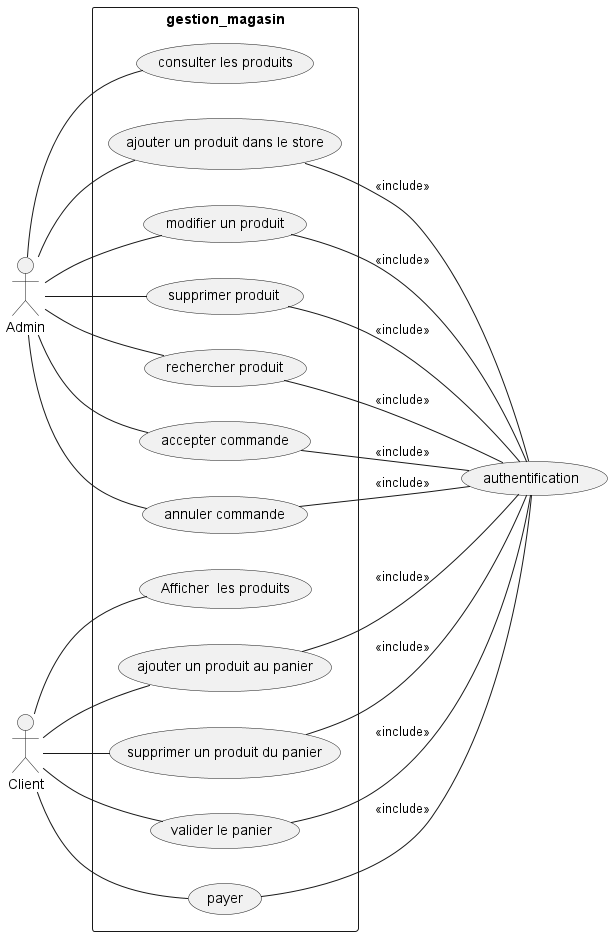 gestion_magasin
consulter les produits
ajouter un produit dans le store
«include»
modifier un produit
«include»
Admin
supprimer produit
«include»
rechercher produit
«include»
accepter commande
«include»
authentification
annuler commande
«include»
Afficher  les produits
«include»
ajouter un produit au panier
«include»
Client
supprimer un produit du panier
«include»
valider le panier
«include»
payer